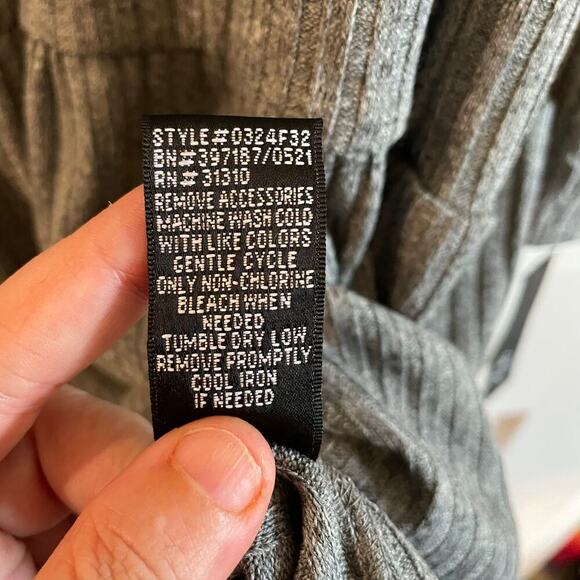 STYLE#0324F32
BN#397187/0521
RN#31310
REMOVE ACCESSORIES
MACHINE WASH COLD
WITH LIKE COLORS
GENTLE CYCLE
ONLY NON-CHLORINE
BLEACH WHEN
NEEDED
TUMBLE DRY LOW
REMOVE PROMPTLY
COOL IRON
IF NEEDED